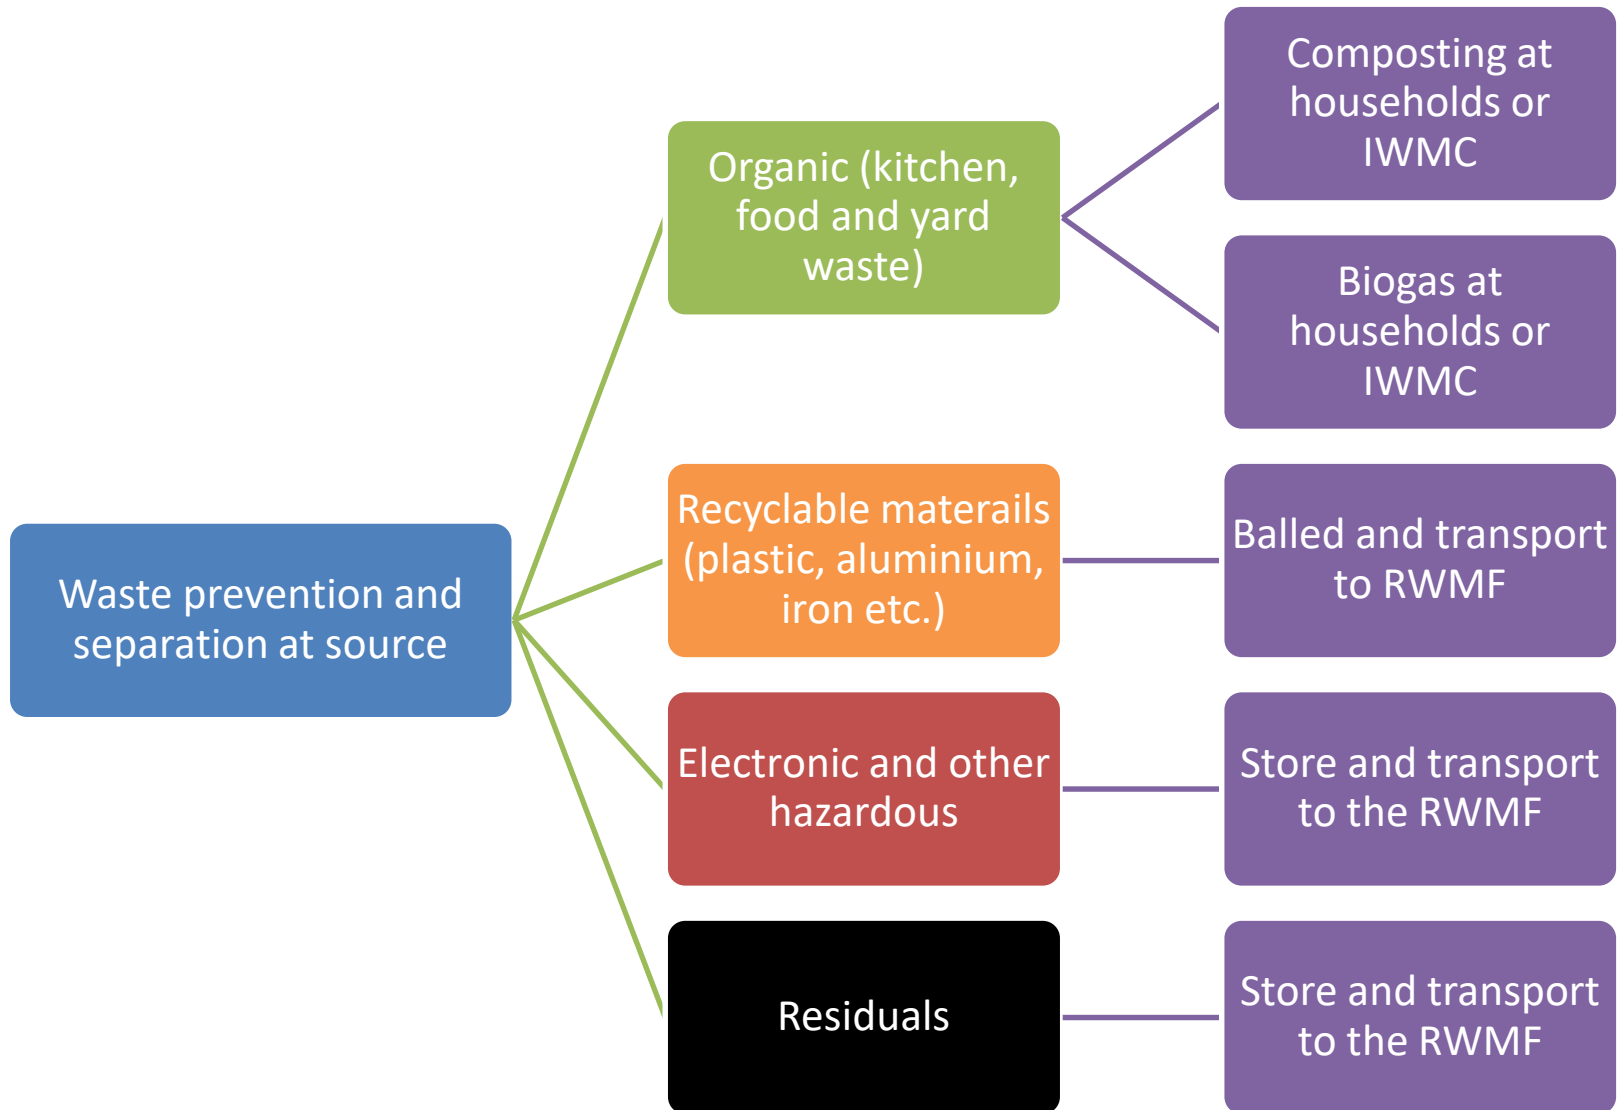 Waste prevention and
separation at source
Organic (kitchen,
food and yard
waste)
Composting at
households or
IWMC
Biogas at
households or
IWMC
Recyclable materails
(plastic, aluminium,
iron etc.)
Balled and transport
to RWMF
Electronic and other
hazardous
Store and transport
to the RWMF
Residuals
Store and transport
to the RWMF